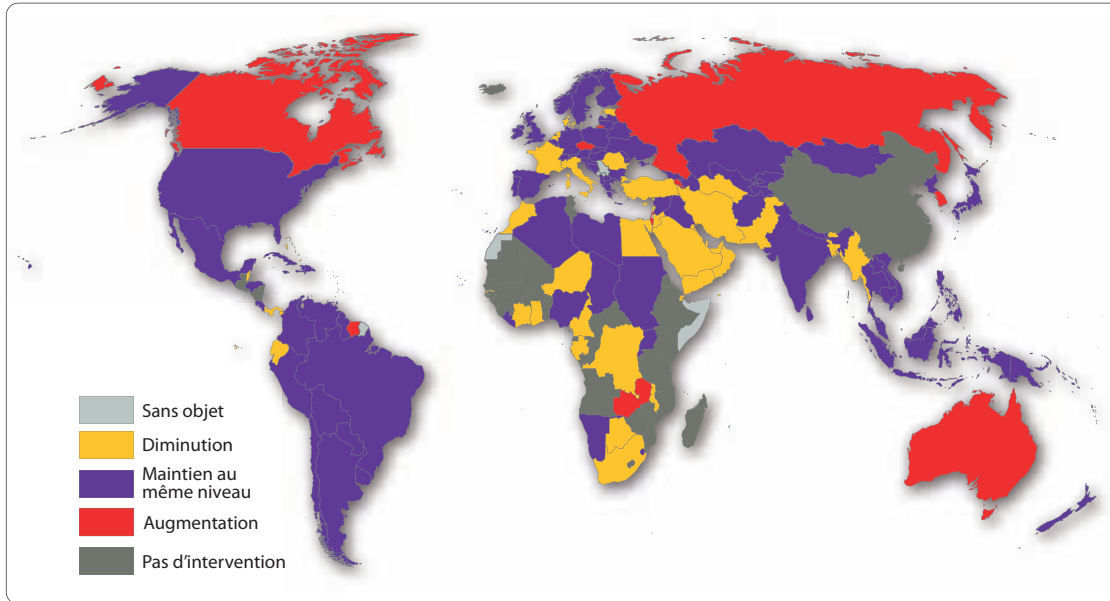 Sans objet
Diminution
Maintien au
même niveau
Augmentation
Pas d’intervention